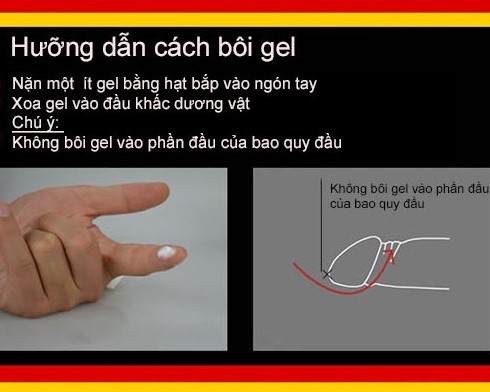 Hưỡng dẫn cách bôi gel
Nặn một ít gel bằng hạt bắp vào ngón tay
Xoa gel vào đầu khấc dương vật
Chú ý:
Không bôi gel vào phần đầu của bao quy đầu
Không bôi gel vào phần đầu
của bao quy đầu